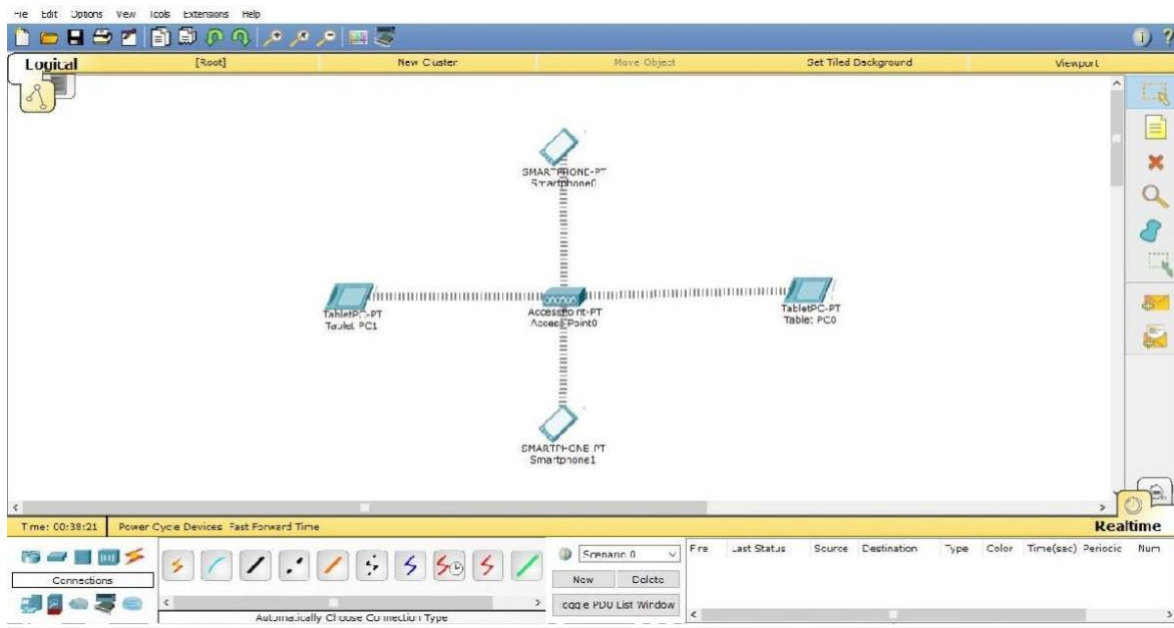 File Edit Options View Tools Extensions Help
Logical [Root] New Cluster Move Object Set Tiled Background Viewport
SMARTPHONE-PT
Smartphone0
TabletPC-PT
Tablet PC1
AccessPoint-PT
Access Point0
TabletPC-PT
Tablet PC0
SMARTPHONE-PT
Smartphone1
Time: 00:38:21 Power Cycle Devices Fast Forward Time Realtime
Connections
Automatically Choose Connection Type
Scenario 0
New Delete
Toggle PDU List Window
Fire Last Status Source Destination Type Color Time(sec) Periodic Num